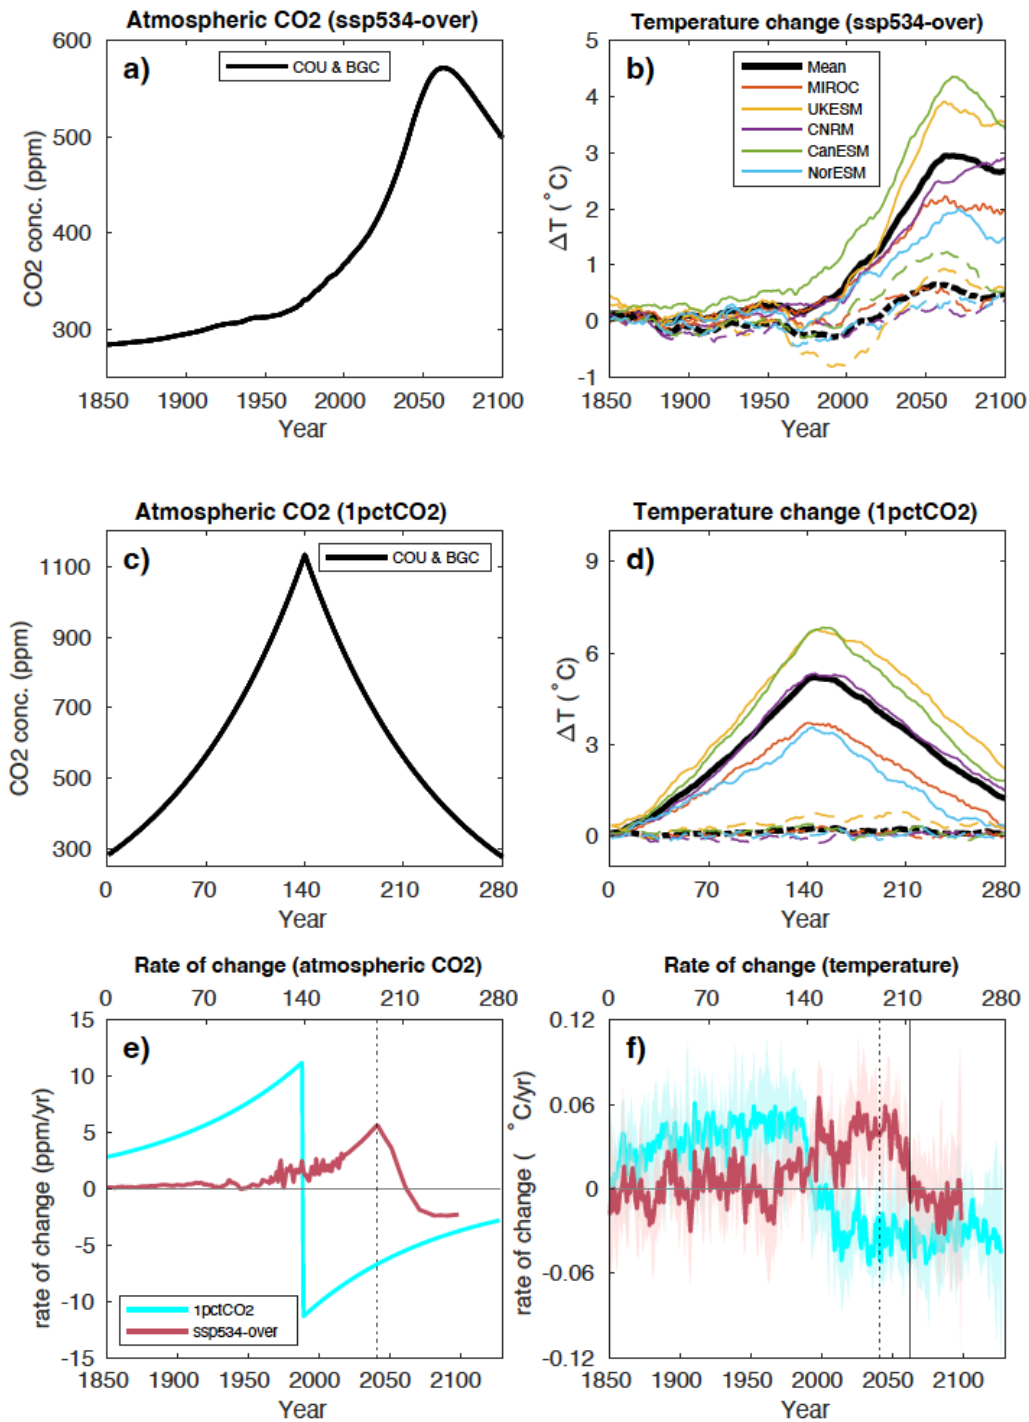 Atmospheric CO2 (ssp534-over)
600
500
400
300
a)
COU & BGC
CO2 conc. (ppm)
1850 1900 1950 2000 2050 2100
Year
Temperature change (ssp534-over)
5
4
3
2
1
0
-1
b)
Mean
MIROC
UKESM
CNRM
CanESM
NorESM
ΔT (°C)
1850 1900 1950 2000 2050 2100
Year
Atmospheric CO2 (1pctCO2)
1100
900
700
500
300
c)
COU & BGC
CO2 conc. (ppm)
0 70 140 210 280
Year
Temperature change (1pctCO2)
9
6
3
0
d)
ΔT (°C)
0 70 140 210 280
Year
Rate of change (atmospheric CO2)
0 70 140 210 280
15
10
5
0
-5
-10
-15
e)
rate of change (ppm/yr)
1pctCO2
ssp534-over
1850 1900 1950 2000 2050 2100
Year
Rate of change (temperature)
0 70 140 210 280
0.12
0.06
0
-0.06
-0.12
f)
rate of change ( °C/yr)
1850 1900 1950 2000 2050 2100
Year